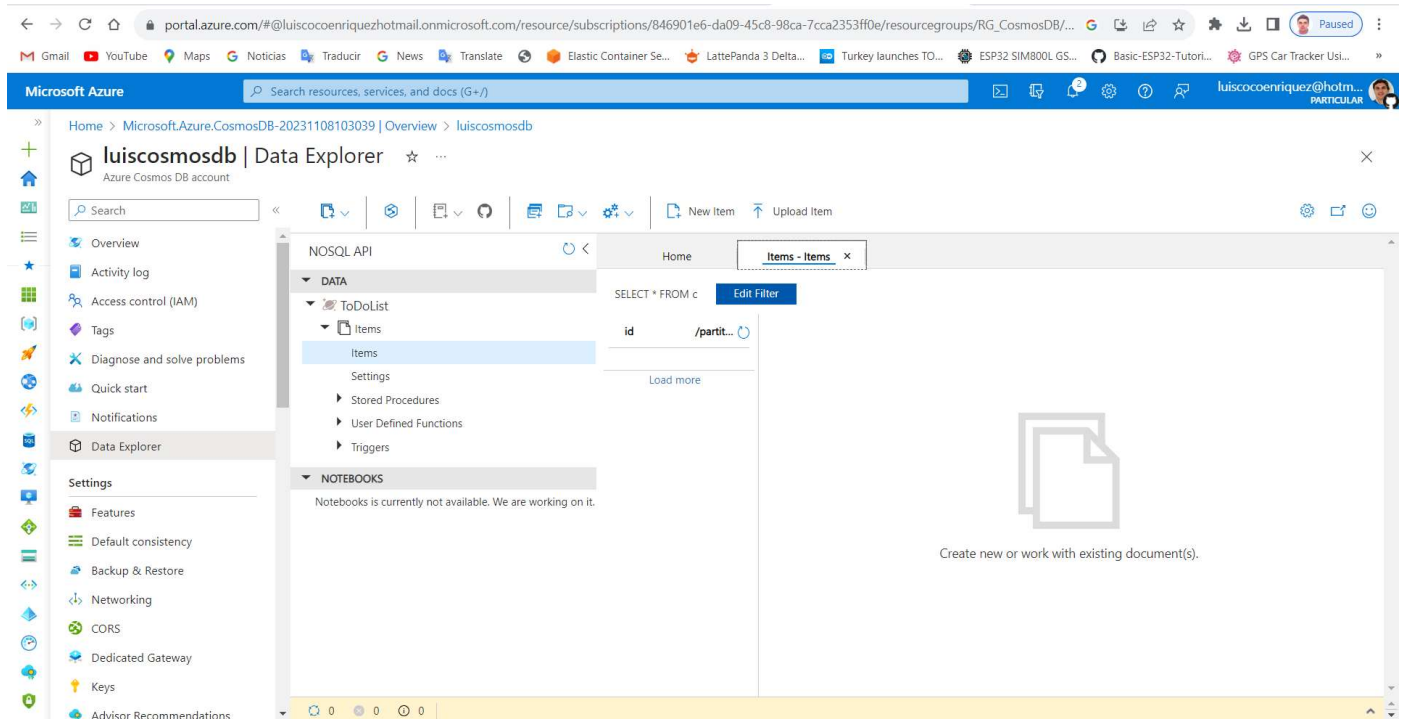 portal.azure.com/#@luiscocoenriquezhotmail.onmicrosoft.com/resource/subscriptions/846901e6-da09-45c8-98ca-7cca2353ff0e/resourcegroups/RG_CosmosDB/...
Paused
Gmail YouTube Maps Noticias Traducir News Translate Elastic Container Se... LattePanda 3 Delta... Turkey launches TO... ESP32 SIM800L GS... Basic-ESP32-Tutori... GPS Car Tracker Usi... »
Microsoft Azure
Search resources, services, and docs (G+/)
2
luiscocoenriquez@hotm...
PARTICULAR
Home > Microsoft.Azure.CosmosDB-20231108103039 | Overview > luiscosmosdb
luiscosmosdb | Data Explorer
Azure Cosmos DB account
Search
New Item
Upload Item
Overview
Activity log
Access control (IAM)
Tags
Diagnose and solve problems
Quick start
Notifications
Data Explorer
Settings
Features
Default consistency
Backup & Restore
Networking
CORS
Dedicated Gateway
Keys
Advisor Recommendations
NOSQL API
DATA
ToDoList
Items
Items
Settings
Stored Procedures
User Defined Functions
Triggers
NOTEBOOKS
Notebooks is currently not available. We are working on it.
Home
Items - Items
SELECT * FROM c
Edit Filter
id /partit...
Load more
Create new or work with existing document(s).
0 0 0